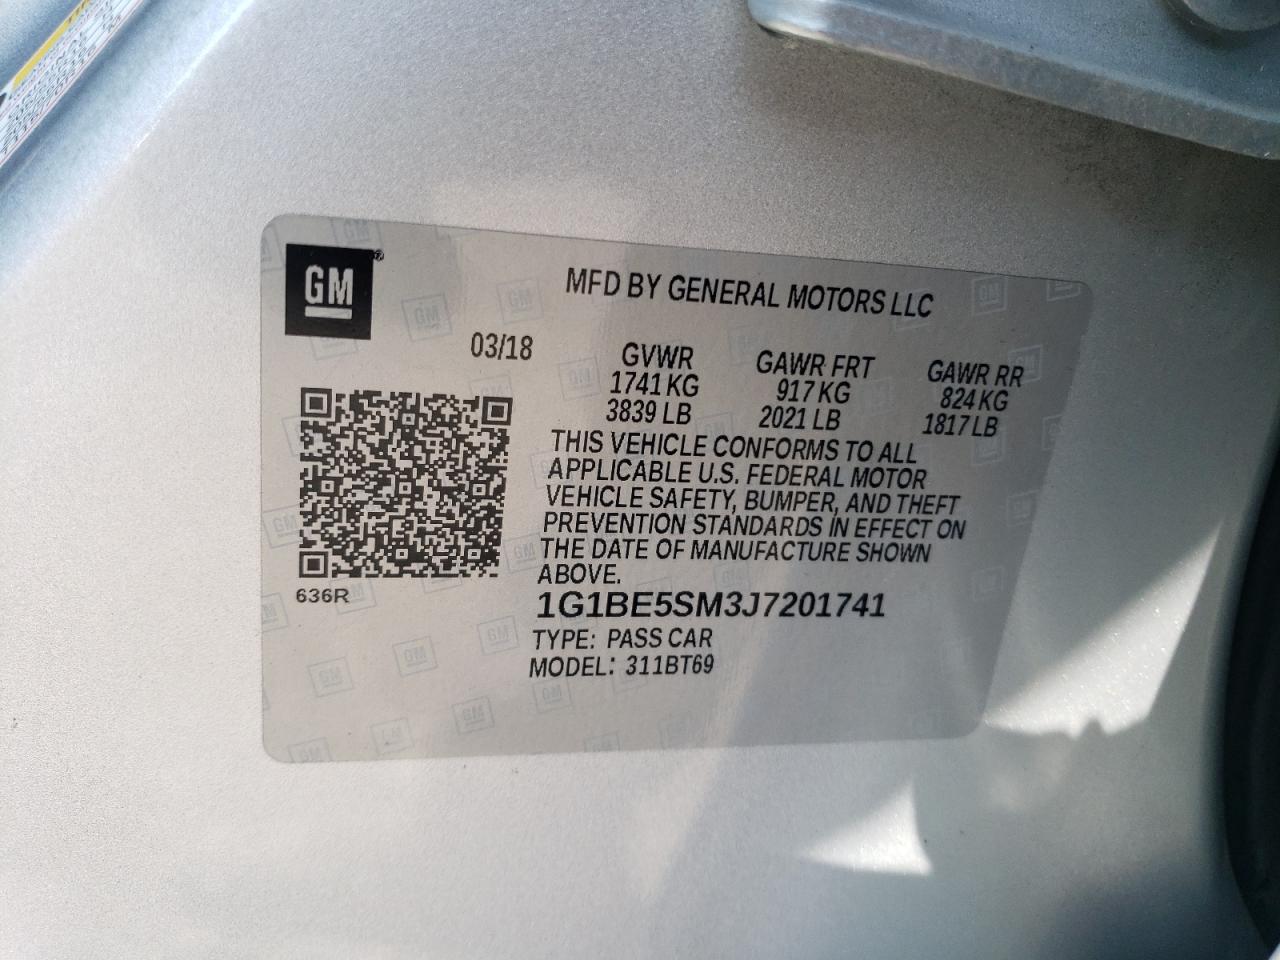 GM
MFD BY GENERAL MOTORS LLC
03/18
GVWR GAWR FRT GAWR RR
1741 KG 917 KG 824 KG
3839 LB 2021 LB 1817 LB
THIS VEHICLE CONFORMS TO ALL
APPLICABLE U.S. FEDERAL MOTOR
VEHICLE SAFETY, BUMPER, AND THEFT
PREVENTION STANDARDS IN EFFECT ON
THE DATE OF MANUFACTURE SHOWN
ABOVE.
636R
1G1BE5SM3J7201741
TYPE: PASS CAR
MODEL: 311BT69